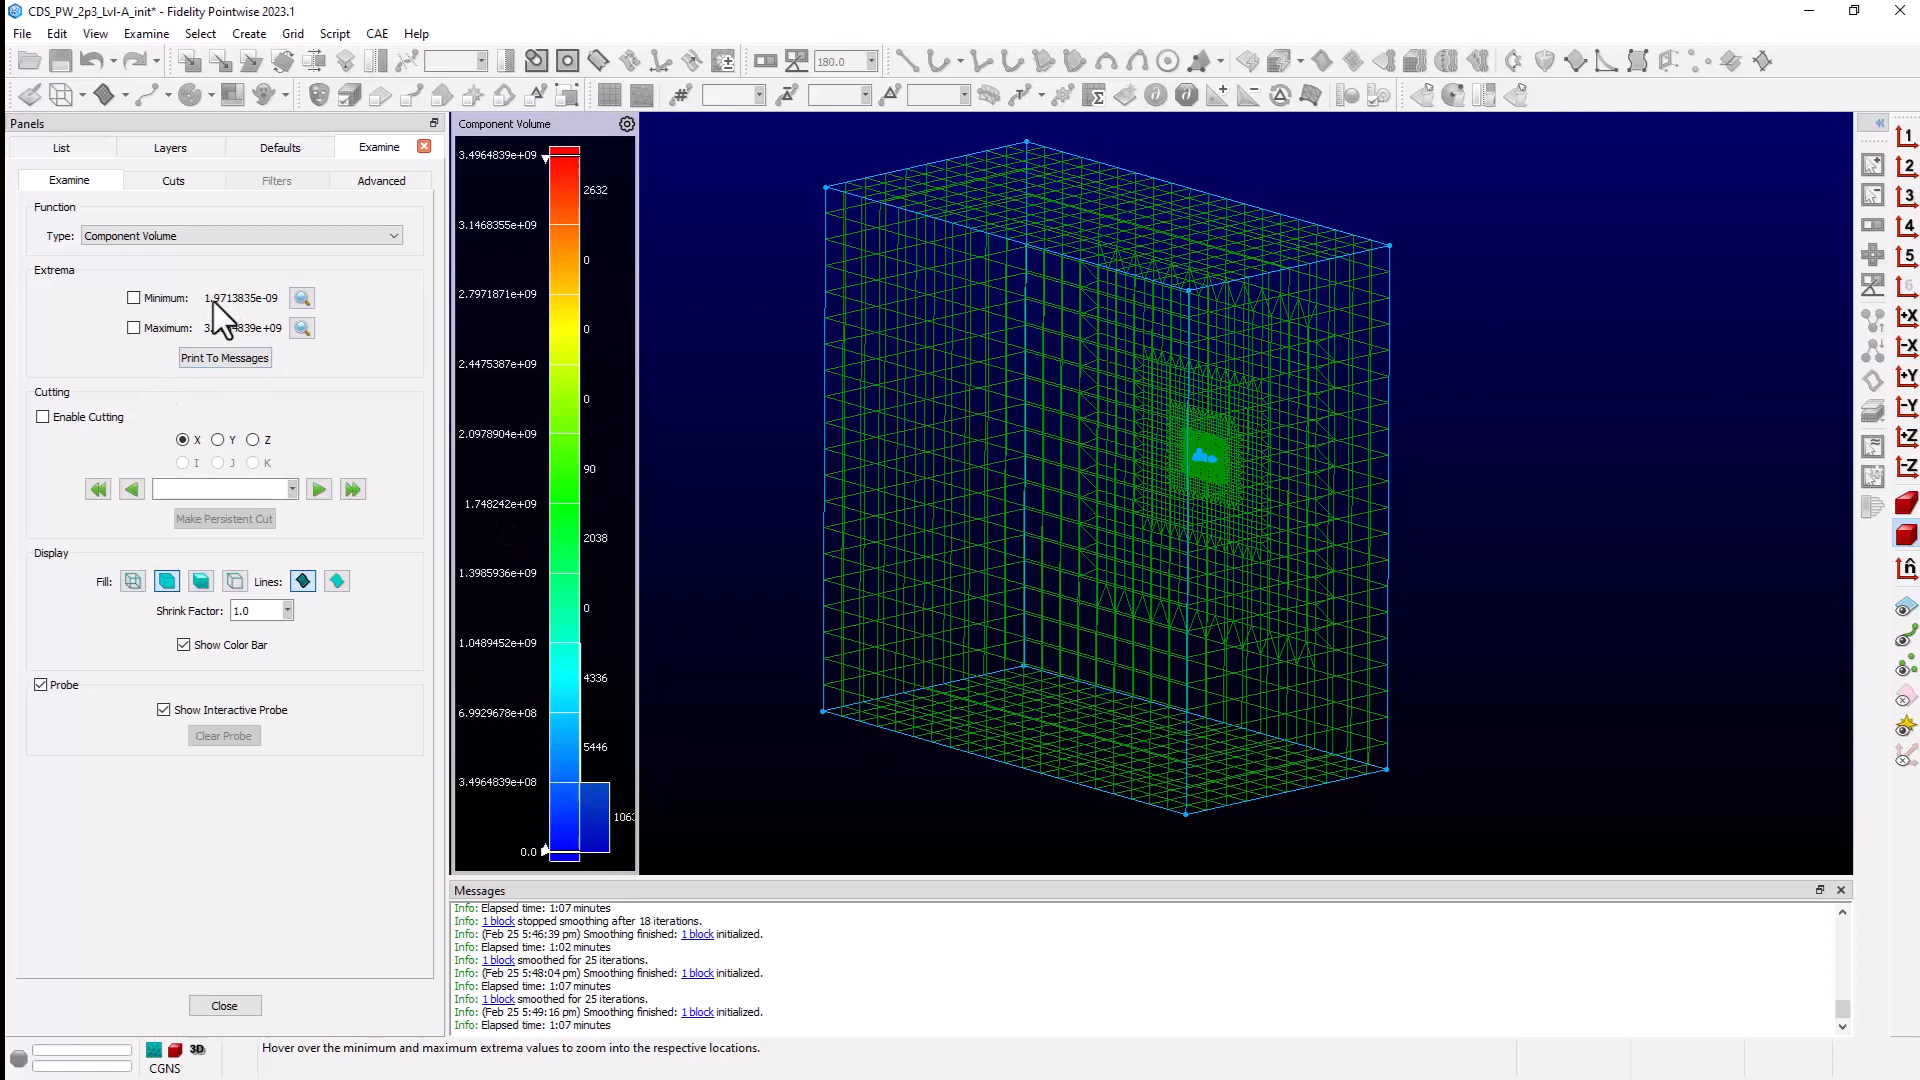 CDS_PW_2p3_Lvl-A_init* - Fidelity Pointwise 2023.1
File Edit View Examine Select Create Grid Script CAE Help
180.0
Panels
List Layers Defaults Examine
Examine Cuts Filters Advanced
Function
Type: Component Volume
Extrema
Minimum: 1.9713835e-09
Maximum:
Print To Messages
Cutting
Enable Cutting
X Y Z
I J K
Make Persistent Cut
Display
Fill: Lines:
Shrink Factor: 1.0
Show Color Bar
Probe
Show Interactive Probe
Clear Probe
Close
Component Volume
3.4964839e+09
2632
3.1468355e+09
0
2.7971871e+09
0
2.4475387e+09
0
2.0978904e+09
90
1.748242e+09
2038
1.3985936e+09
0
1.0489452e+09
4336
6.9929678e+08
5446
3.4964839e+08
0.0
1
2
3
4
5
6
+X
-X
+Y
-Y
+Z
-Z
n̂
Messages
Info: Elapsed time: 1:07 minutes
Info: 1 block stopped smoothing after 18 iterations.
Info: (Feb 25 5:46:39 pm) Smoothing finished: 1 block initialized.
Info: Elapsed time: 1:02 minutes
Info: 1 block smoothed for 25 iterations.
Info: (Feb 25 5:48:04 pm) Smoothing finished: 1 block initialized.
Info: Elapsed time: 1:07 minutes
Info: 1 block smoothed for 25 iterations.
Info: (Feb 25 5:49:16 pm) Smoothing finished: 1 block initialized.
Info: Elapsed time: 1:07 minutes
3D
CGNS
Hover over the minimum and maximum extrema values to zoom into the respective locations.